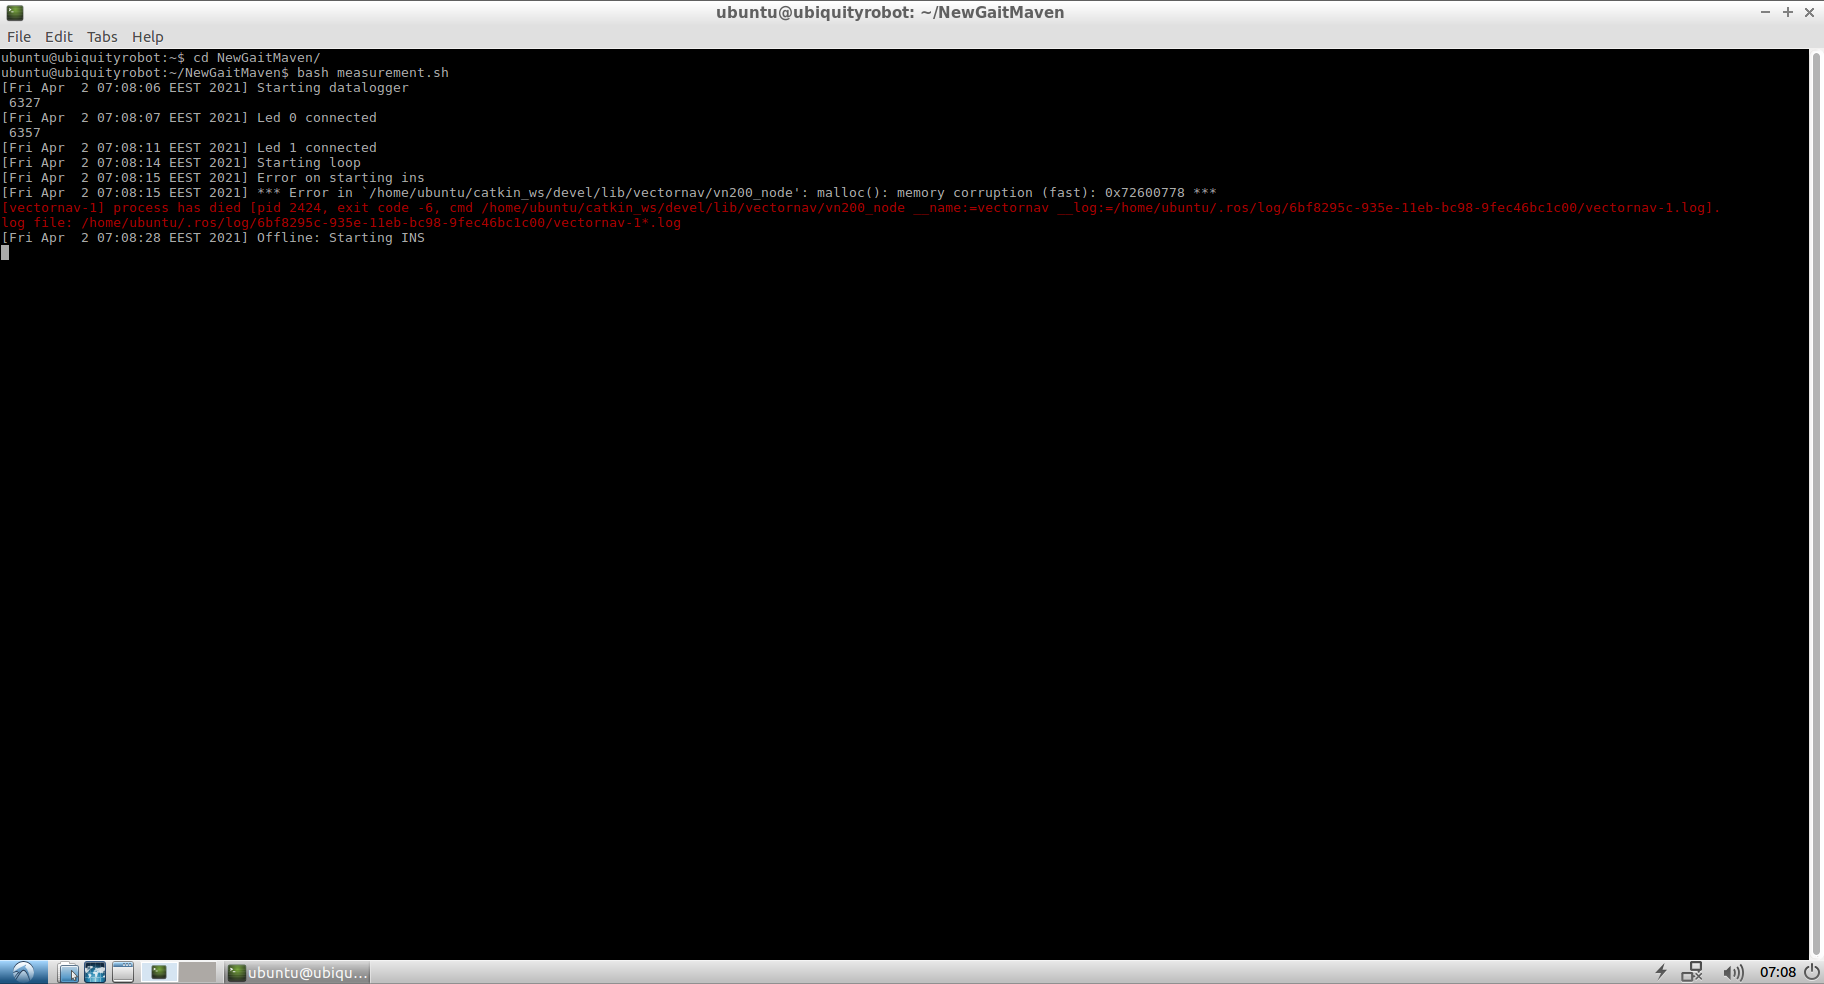 ubuntu@ubiquityrobot: ~/NewGaitMaven
File Edit Tabs Help
ubuntu@ubiquityrobot:~$ cd NewGaitMaven/
ubuntu@ubiquityrobot:~/NewGaitMaven$ bash measurement.sh
[Fri Apr  2 07:08:06 EEST 2021] Starting datalogger
 6327
[Fri Apr  2 07:08:07 EEST 2021] Led 0 connected
 6357
[Fri Apr  2 07:08:11 EEST 2021] Led 1 connected
[Fri Apr  2 07:08:14 EEST 2021] Starting loop
[Fri Apr  2 07:08:15 EEST 2021] Error on starting ins
[Fri Apr  2 07:08:15 EEST 2021] *** Error in `/home/ubuntu/catkin_ws/devel/lib/vectornav/vn200_node': malloc(): memory corruption (fast): 0x72600778 ***
[vectornav-1] process has died [pid 2424, exit code -6, cmd /home/ubuntu/catkin_ws/devel/lib/vectornav/vn200_node __name:=vectornav __log:=/home/ubuntu/.ros/log/6bf8295c-935e-11eb-bc98-9fec46bc1c00/vectornav-1.log].
log file: /home/ubuntu/.ros/log/6bf8295c-935e-11eb-bc98-9fec46bc1c00/vectornav-1*.log
[Fri Apr  2 07:08:28 EEST 2021] Offline: Starting INS
ubuntu@ubiqu...
07:08